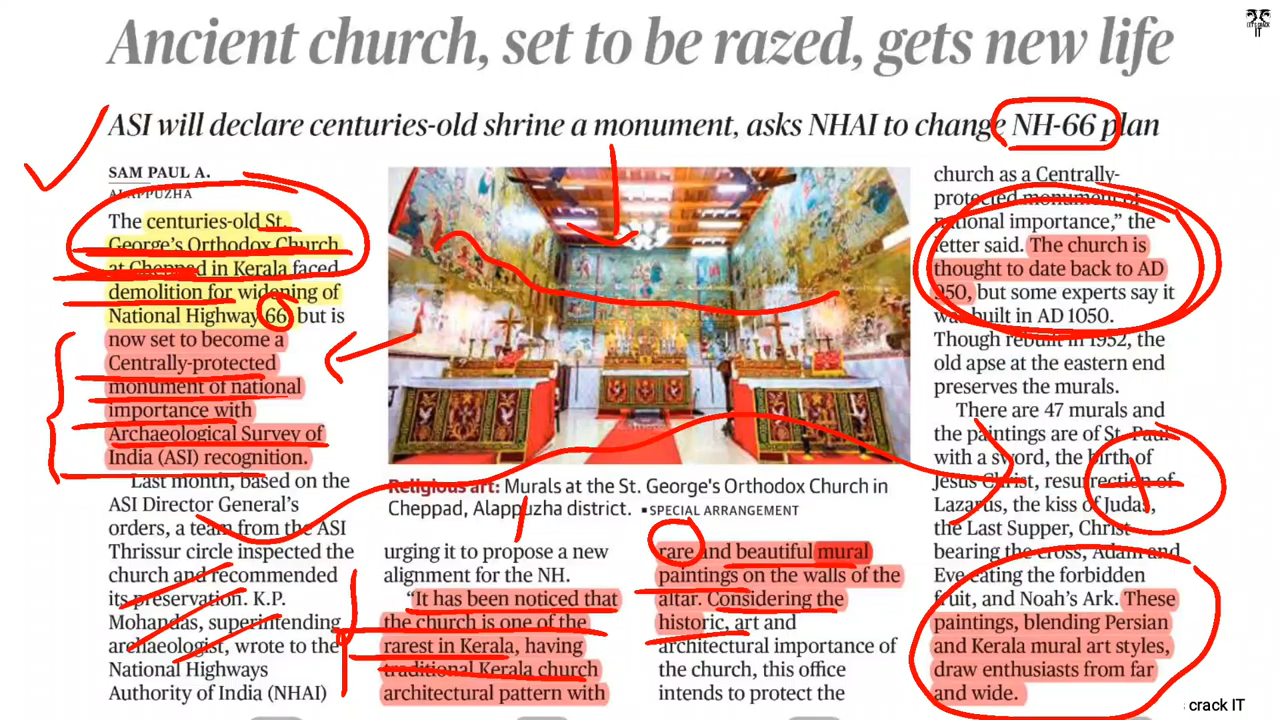 Ancient church, set to be razed, gets new life
ASI will declare centuries-old shrine a monument, asks NHAI to change NH-66 plan
SAM PAUL A.
ALAPPUZHA
The centuries-old St.
George's Orthodox Church
at Cheppad in Kerala faced
demolition for widening of
National Highway 66, but is
now set to become a
Centrally-protected
monument of national
importance with
Archaeological Survey of
India (ASI) recognition.
Last month, based on the
ASI Director General's
orders, a team from the ASI
Thrissur circle inspected the
church and recommended
its preservation. K.P.
Mohandas, superintending
archaeologist, wrote to the
National Highways
Authority of India (NHAI)
Religious art: Murals at the St. George's Orthodox Church in
Cheppad, Alappuzha district. ▪SPECIAL ARRANGEMENT
urging it to propose a new
alignment for the NH.
“It has been noticed that
the church is one of the
rarest in Kerala, having
traditional Kerala church
architectural pattern with
rare and beautiful mural
paintings on the walls of the
altar. Considering the
historic, art and
architectural importance of
the church, this office
intends to protect the
church as a Centrally-
protected monument of
national importance,” the
letter said. The church is
thought to date back to AD
950, but some experts say it
was built in AD 1050.
Though rebuilt in 1952, the
old apse at the eastern end
preserves the murals.
There are 47 murals and
the paintings are of St. Paul
with a sword, the birth of
Jesus Christ, resurrection of
Lazarus, the kiss of Judas,
the Last Supper, Christ
bearing the cross, Adam and
Eve eating the forbidden
fruit, and Noah's Ark. These
paintings, blending Persian
and Kerala mural art styles,
draw enthusiasts from far
and wide.
crack IT